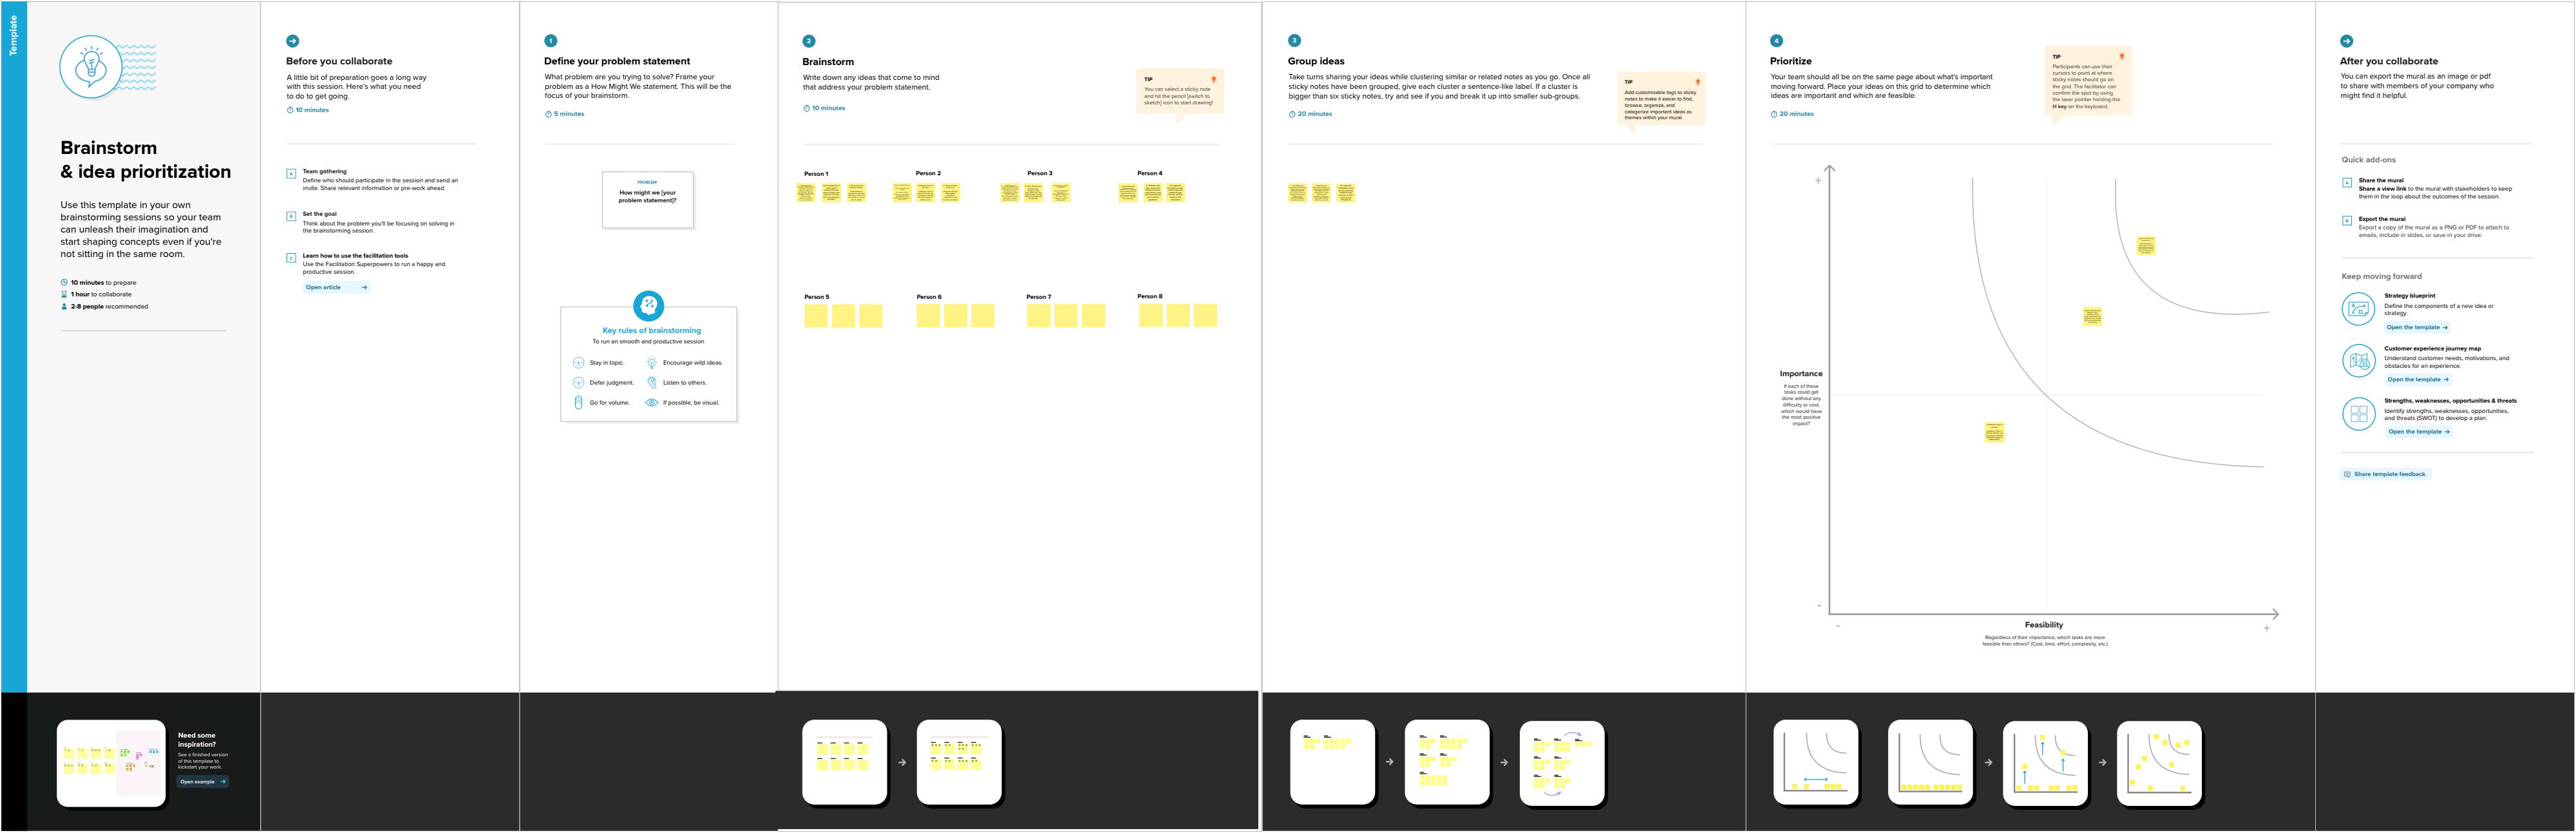 Template
Brainstorm
& idea prioritization
Use this template in your own
brainstorming sessions so your team
can unleash their imagination and
start shaping concepts even if you're
not sitting in the same room.
10 minutes to prepare
1 hour to collaborate
2-8 people recommended
Need some
inspiration?
See a finished version
of this template to
kickstart your work.
Open example
Before you collaborate
A little bit of preparation goes a long way
with this session. Here's what you need
to do to get going.
10 minutes
A
Team gathering
Define who should participate in the session and send an
invite. Share relevant information or pre-work ahead.
B
Set the goal
Think about the problem you'll be focusing on solving in
the brainstorming session.
C
Learn how to use the facilitation tools
Use the Facilitation Superpowers to run a happy and
productive session.
Open article
1
Define your problem statement
What problem are you trying to solve? Frame your
problem as a How Might We statement. This will be the
focus of your brainstorm.
5 minutes
PROBLEM
How might we [your
problem statement]?
Key rules of brainstorming
To run an smooth and productive session
Stay in topic.
Encourage wild ideas.
Defer judgment.
Listen to others.
Go for volume.
If possible, be visual.
2
Brainstorm
Write down any ideas that come to mind
that address your problem statement.
10 minutes
TIP
You can select a sticky note
and hit the pencil [switch to
sketch] icon to start drawing!
Person 1
Person 2
Person 3
Person 4
Person 5
Person 6
Person 7
Person 8
3
Group ideas
Take turns sharing your ideas while clustering similar or related notes as you go. Once all
sticky notes have been grouped, give each cluster a sentence-like label. If a cluster is
bigger than six sticky notes, try and see if you and break it up into smaller sub-groups.
20 minutes
TIP
Add customizable tags to sticky
notes to make it easier to find,
browse, organize, and
categorize important ideas as
themes within your mural.
4
Prioritize
Your team should all be on the same page about what's important
moving forward. Place your ideas on this grid to determine which
ideas are important and which are feasible.
20 minutes
TIP
Participants can use their
cursors to point at where
sticky notes should go on
the grid. The facilitator can
confirm the spot by using
the laser pointer holding the
H key on the keyboard.
+
Importance
If each of these
tasks could get
done without any
difficulty or cost,
which would have
the most positive
impact?
-
-
Feasibility
+
Regardless of their importance, which tasks are more
feasible than others? (Cost, time, effort, complexity, etc.)
After you collaborate
You can export the mural as an image or pdf
to share with members of your company who
might find it helpful.
Quick add-ons
A
Share the mural
Share a view link to the mural with stakeholders to keep
them in the loop about the outcomes of the session.
B
Export the mural
Export a copy of the mural as a PNG or PDF to attach to
emails, include in slides, or save in your drive.
Keep moving forward
Strategy blueprint
Define the components of a new idea or
strategy.
Open the template
Customer experience journey map
Understand customer needs, motivations, and
obstacles for an experience.
Open the template
Strengths, weaknesses, opportunities & threats
Identify strengths, weaknesses, opportunities,
and threats (SWOT) to develop a plan.
Open the template
Share template feedback